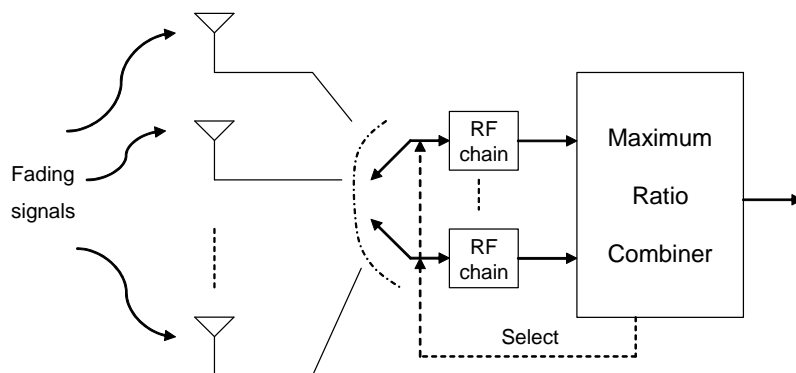 Fading
signals
RF
chain
RF
chain
Maximum
Ratio
Combiner
Select